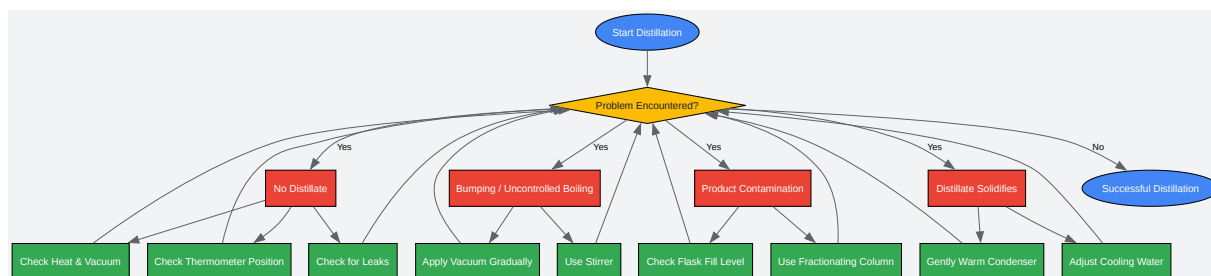 Start Distillation
Problem Encountered?
Yes
Yes
Yes
Yes
No
No Distillate
Bumping / Uncontrolled Boiling
Product Contamination
Distillate Solidifies
Successful Distillation
Check Heat & Vacuum
Check Thermometer Position
Check for Leaks
Apply Vacuum Gradually
Use Stirrer
Check Flask Fill Level
Use Fractionating Column
Gently Warm Condenser
Adjust Cooling Water